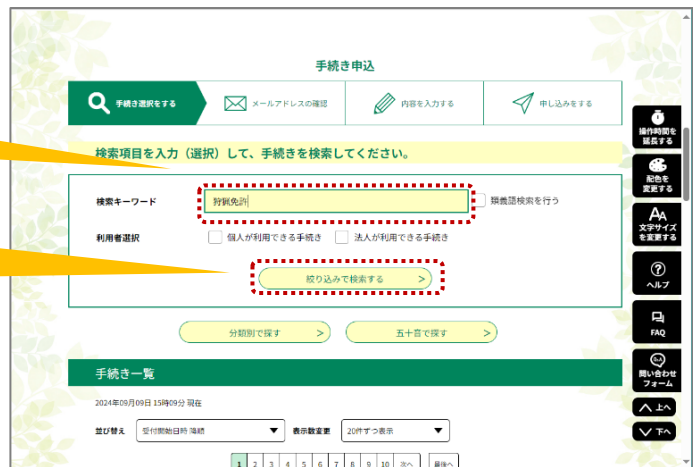 手続き申込
手続き選択をする
メールアドレスの確認
内容を入力する
申し込みをする
検索項目を入力（選択）して、手続きを検索してください。
検索キーワード
狩猟免許
類義語検索を行う
利用者選択
個人が利用できる手続き
法人が利用できる手続き
絞り込みで検索する >
分類別で探す >
五十音で探す >
手続き一覧
2024年09月09日 15時09分 現在
並び替え 受付開始日時 降順 ▼ 表示数変更 20件ずつ表示 ▼
1 2 3 4 5 6 7 8 9 10 次へ 最後へ
操作時間を
延長する
配色を
変更する
AA
文字サイズ
を変更する
?
ヘルプ
FAQ
Q&A
問い合わせ
フォーム
上へ
下へ